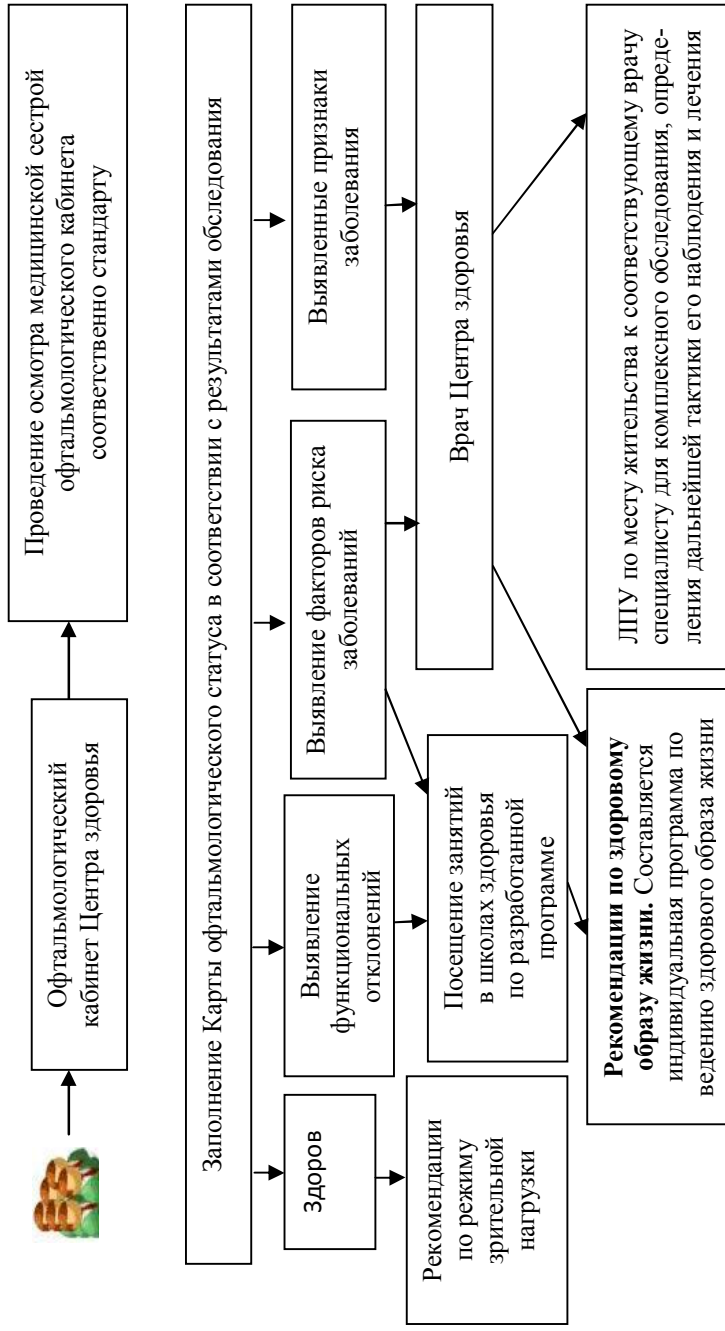 Офтальмологический
кабинет Центра здоровья
Проведение осмотра медицинской сестрой
офтальмологического кабинета
соответственно стандарту
Заполнение Карты офтальмологического статуса в соответствии с результатами обследования
Здоров
Выявление
функциональных
отклонений
Выявление факторов риска
заболеваний
Выявленные признаки
заболевания
Рекомендации
по режиму
зрительной
нагрузки
Посещение занятий
в школах здоровья
по разработанной
программе
Врач Центра здоровья
Рекомендации по здоровому
образу жизни. Составляется
индивидуальная программа по
ведению здорового образа жизни
ЛПУ по месту жительства к соответствующему врачу
специалисту для комплексного обследования, опреде-
ления дальнейшей тактики его наблюдения и лечения